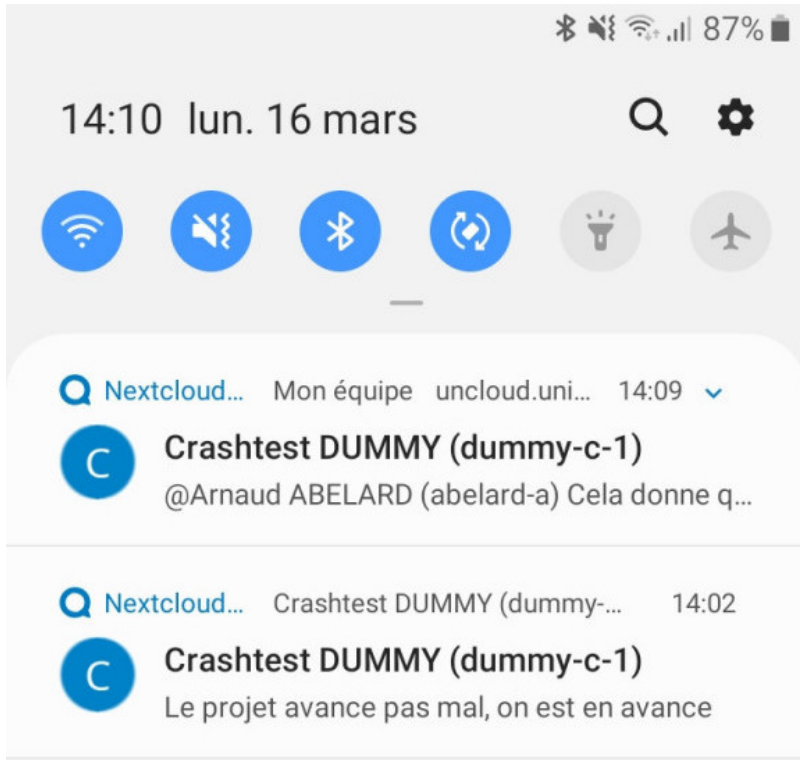 87%
14:10 lun. 16 mars
Nextcloud... Mon équipe uncloud.uni... 14:09
C
Crashtest DUMMY (dummy-c-1)
@Arnaud ABELARD (abelard-a) Cela donne q...
Nextcloud... Crashtest DUMMY (dummy-... 14:02
C
Crashtest DUMMY (dummy-c-1)
Le projet avance pas mal, on est en avance